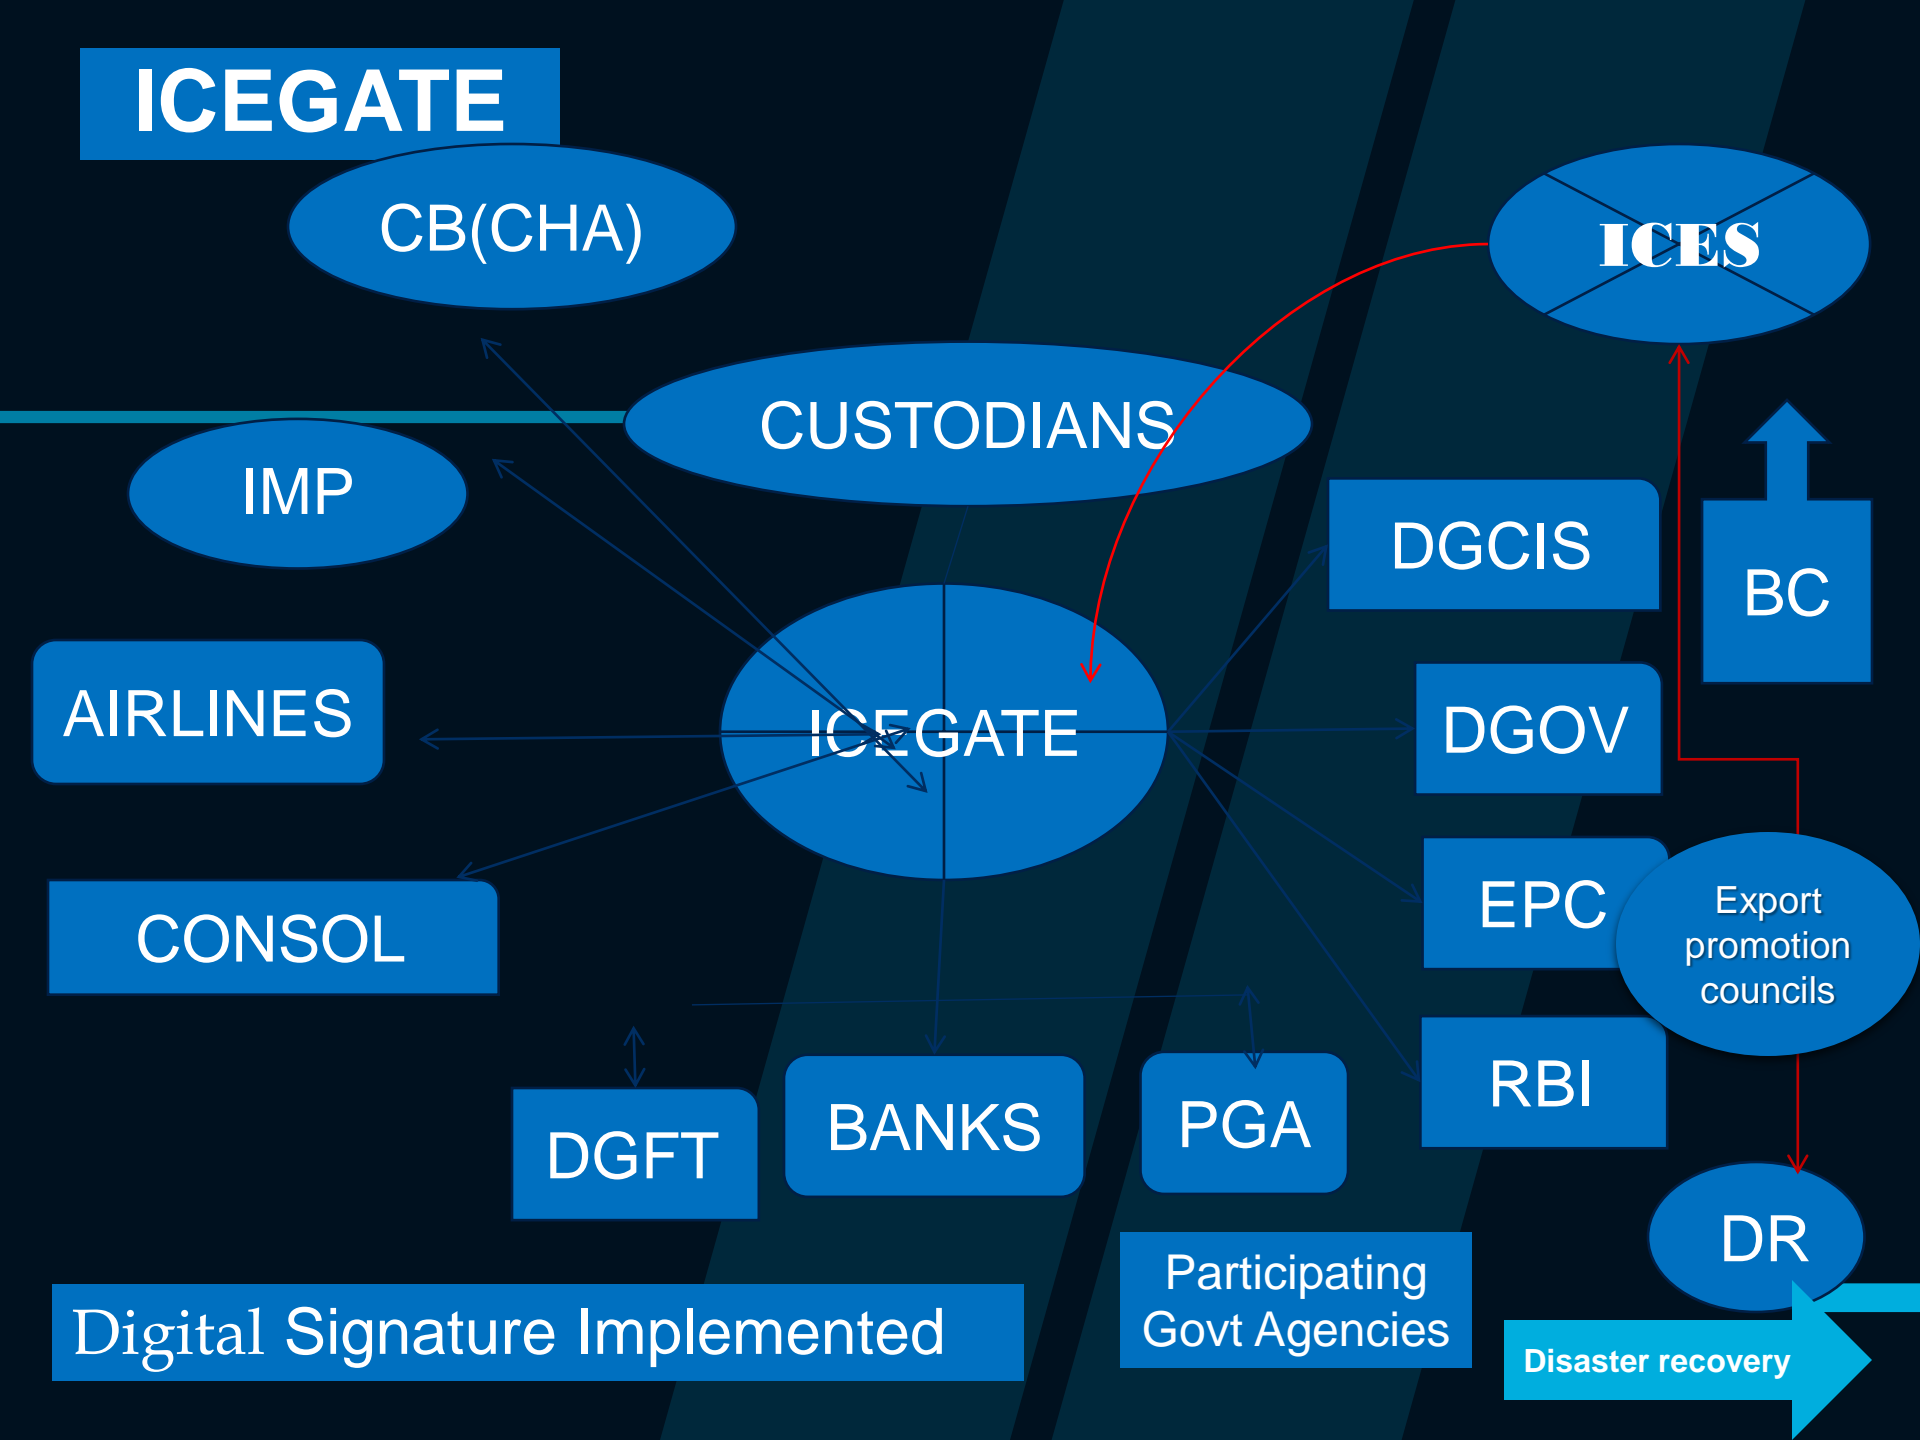 ICEGATE
CB(CHA)
ICES
CUSTODIANS
IMP
DGCIS
BC
AIRLINES
ICEGATE
DGOV
CONSOL
EPC
Export
promotion
councils
RBI
DGFT
BANKS
PGA
DR
Participating
Govt Agencies
Digital Signature Implemented
Disaster recovery